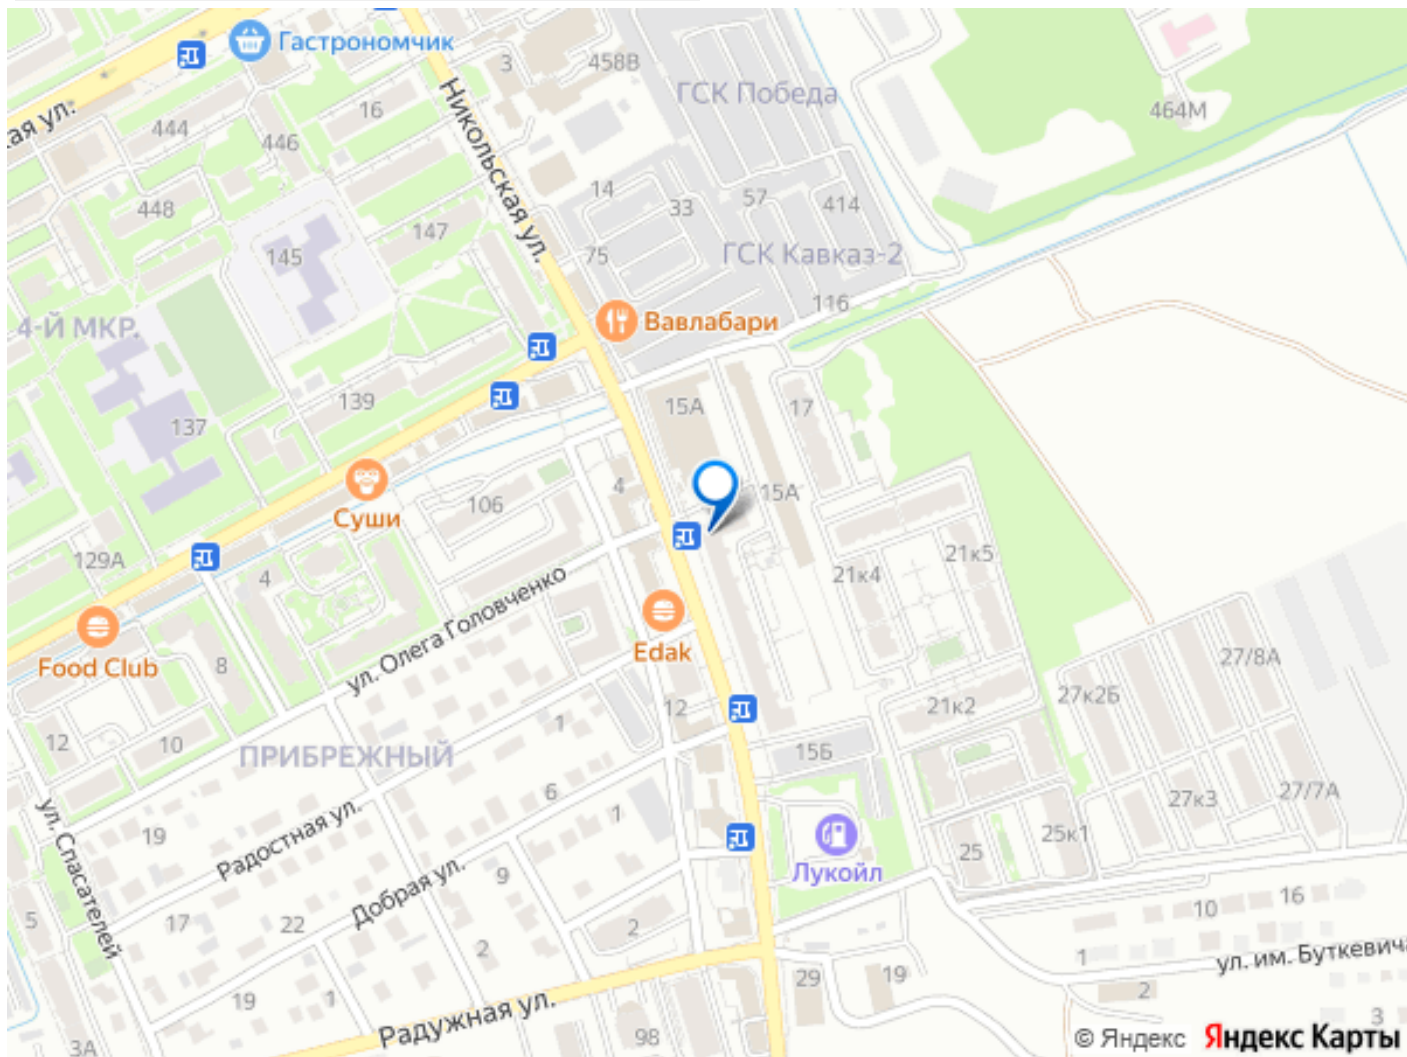 Гастрономчик
3
458В
ГСК Победа
464М
кая ул.
444
16
446
Никольская ул.
448
147
145
14
33
57
414
75
ГСК Кавказ-2
116
4-Й МКР.
Вавлабари
139
137
15А
17
Суши
106
4
15А
129А
4
21к4
21к5
Food Club
8
ул. Олега Головченко
Edak
27/8А
27к2Б
12
10
1
12
21к2
15Б
ПРИБРЕЖНЫЙ
6
1
27к3
27/7А
ул. Спасателей
19
Радостная ул.
Лукойл
25
25к1
Добрая ул.
9
5
17
22
2
2
10
16
19
1
29
19
1
ул. им. Буткевича
2
Радужная ул.
98
3А
3
© Яндекс Яндекс Карты